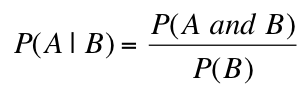 P(A | B) = P(A and B) / P(B)